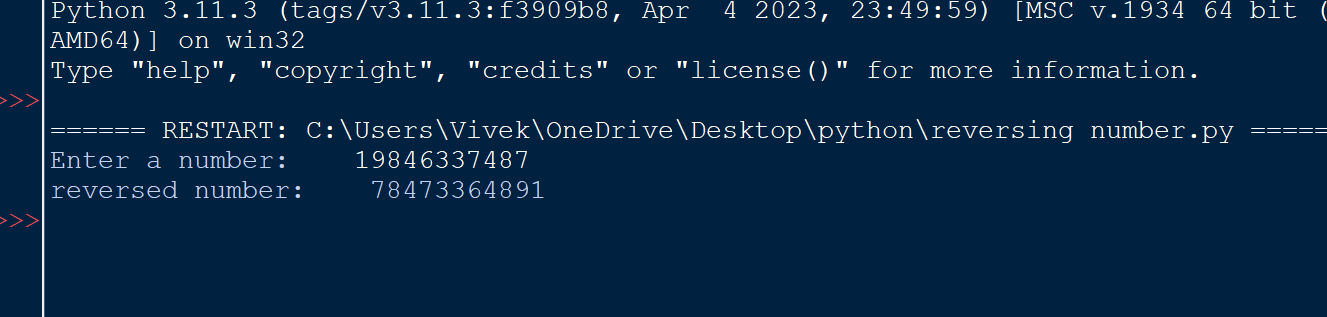 Python 3.11.3 (tags/v3.11.3:f3909b8, Apr  4 2023, 23:49:59) [MSC v.1934 64 bit (
AMD64)] on win32
Type "help", "copyright", "credits" or "license()" for more information.
>>>
====== RESTART: C:\Users\Vivek\OneDrive\Desktop\python\reversing number.py =====
Enter a number:    19846337487
reversed number:    78473364891
>>>